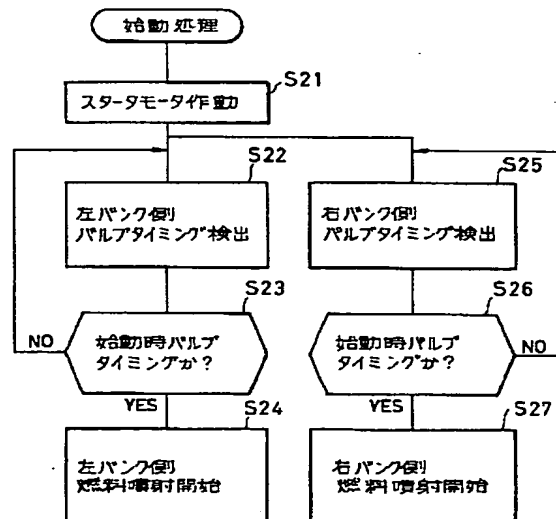 始動処理
S21
スタータモータ作動
S22
左バンク側
バルブタイミング検出
S25
右バンク側
バルブタイミング検出
S23
始動時バルブ
タイミングか？
NO
YES
S26
始動時バルブ
タイミングか？
NO
YES
S24
左バンク側
燃料噴射開始
S27
右バンク側
燃料噴射開始